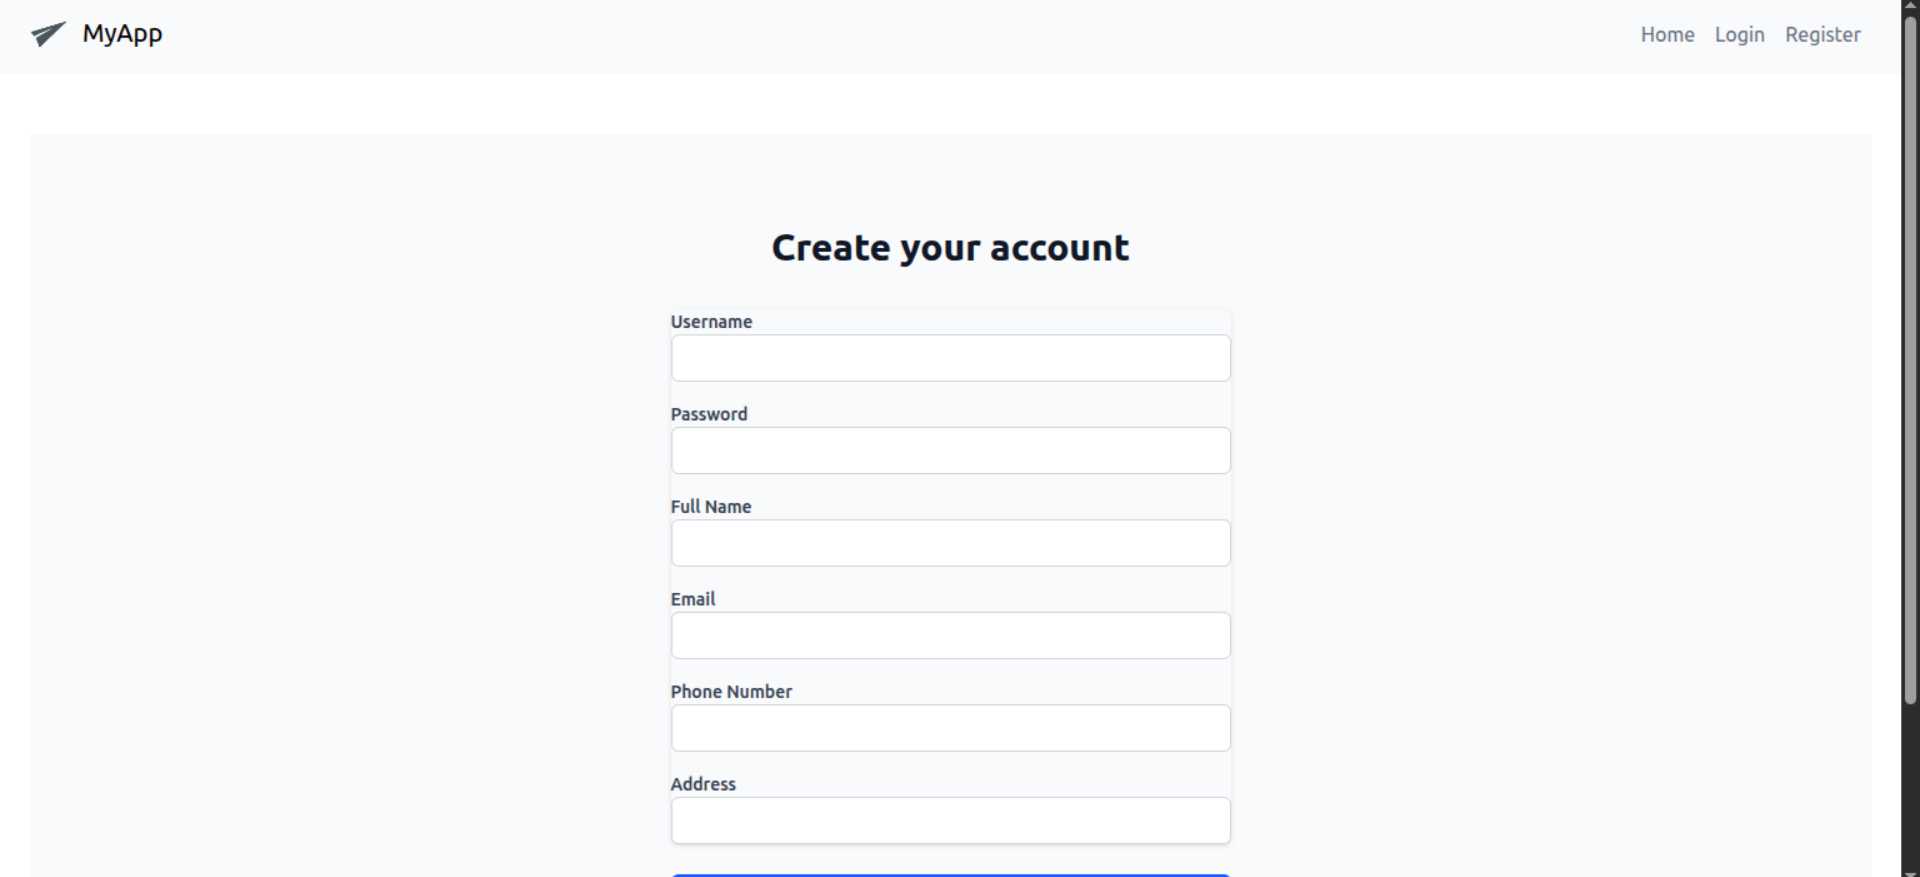 MyApp
Home Login Register
Create your account
Username
Password
Full Name
Email
Phone Number
Address